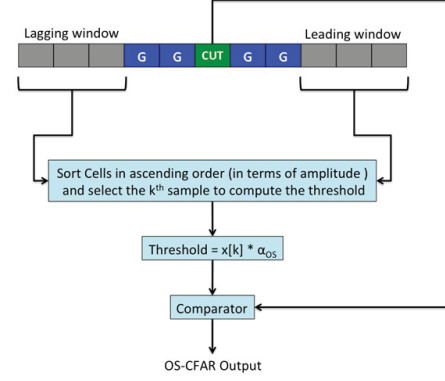 Lagging window
Leading window
G G CUT G G
Sort Cells in ascending order (in terms of amplitude )
and select the kth sample to compute the threshold
Threshold = x[k] * αOS
Comparator
OS-CFAR Output